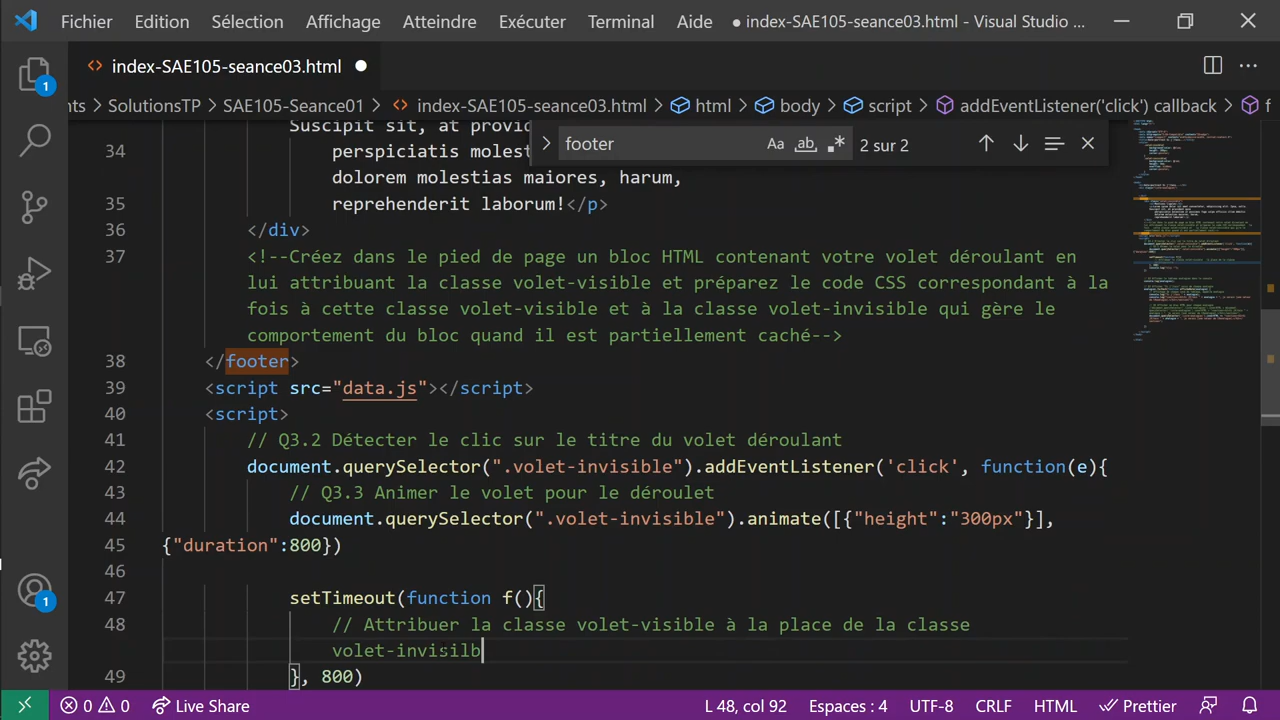 Fichier Edition Sélection Affichage Atteindre Exécuter Terminal Aide ● index-SAE105-seance03.html - Visual Studio ...
<> index-SAE105-seance03.html ●
nts > SolutionsTP > SAE105-Seance01 > <> index-SAE105-seance03.html > html > body > script > addEventListener('click') callback > f
footer Aa ab .* 2 sur 2
Suscipit sit, at provid
34 perspiciatis molest
dolorem molestias maiores, harum,
35 reprehenderit laborum!</p>
36 </div>
37 <!--Créez dans le pied de page un bloc HTML contenant votre volet déroulant en
lui attribuant la classe volet-visible et préparez le code CSS correspondant à la
fois à cette classe volet-visible et à la classe volet-invisible qui gère le
comportement du bloc quand il est partiellement cache-->
38 </footer>
39 <script src="data.js"></script>
40 <script>
41 // Q3.2 Détecter le clic sur le titre du volet déroulant
42 document.querySelector(".volet-invisible").addEventListener('click', function(e){
43 // Q3.3 Animer le volet pour le déroulet
44 document.querySelector(".volet-invisible").animate([{"height":"300px"}],
45 {"duration":800})
46
47 setTimeout(function f(){
48 // Attribuer la classe volet-visible à la place de la classe
volet-invisilb
49 }, 800)
1
1
0 0 Live Share L 48, col 92 Espaces : 4 UTF-8 CRLF HTML Prettier